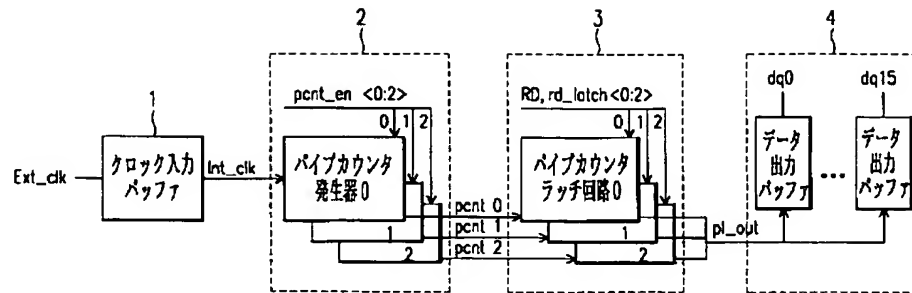 2
3
4
pcnt_en <0:2>
0 1 2
RD, rd_latch<0:2>
0 1 2
dq0
dq15
1
Ext_clk
クロック入力
バッファ
Int_clk
パイプカウンタ
発生器0
1
2
pcnt 0
pcnt 1
pcnt 2
パイプカウンタ
ラッチ回路0
1
2
pl_out
データ
出力
バッファ
•••
データ
出力
バッファ